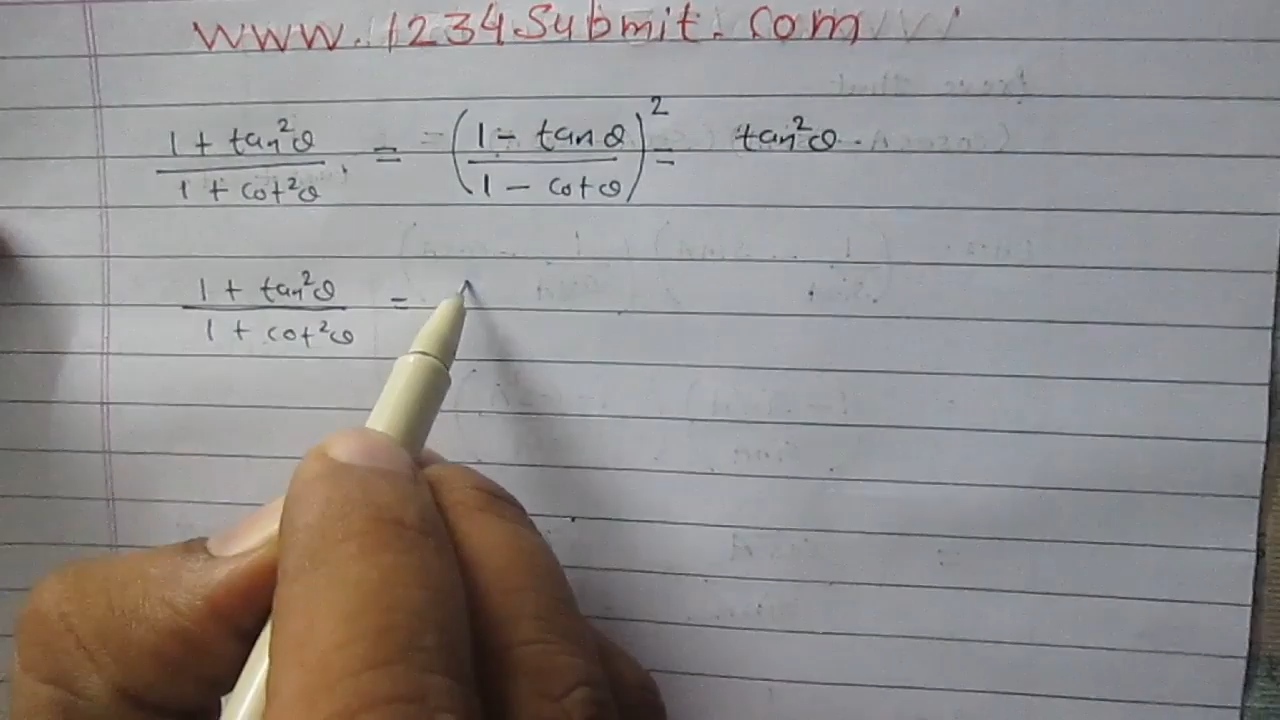 www.1234Submit.com
1 + tan²θ / 1 + cot²θ = = (1 - tanθ / 1 - cotθ)² = tan²θ.
1 + tan²θ / 1 + cot²θ =